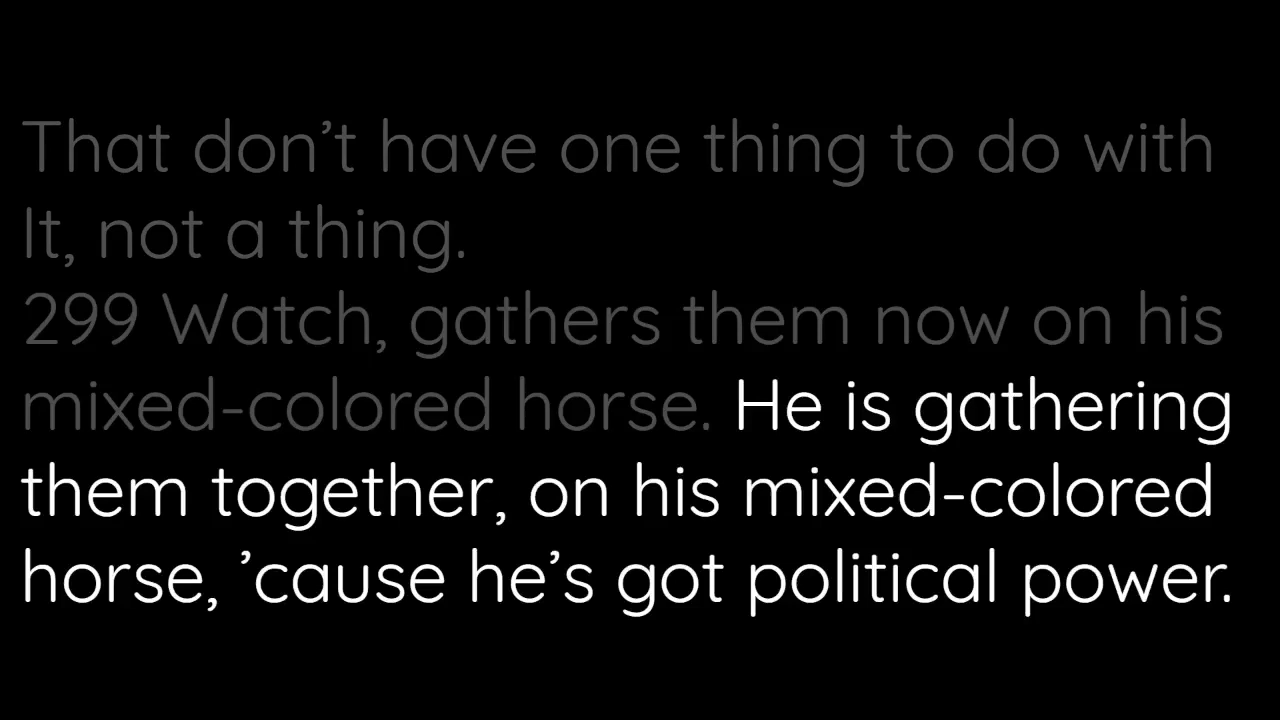 That don’t have one thing to do with
It, not a thing.
299 Watch, gathers them now on his
mixed-colored horse. He is gathering
them together, on his mixed-colored
horse, ’cause he’s got political power.